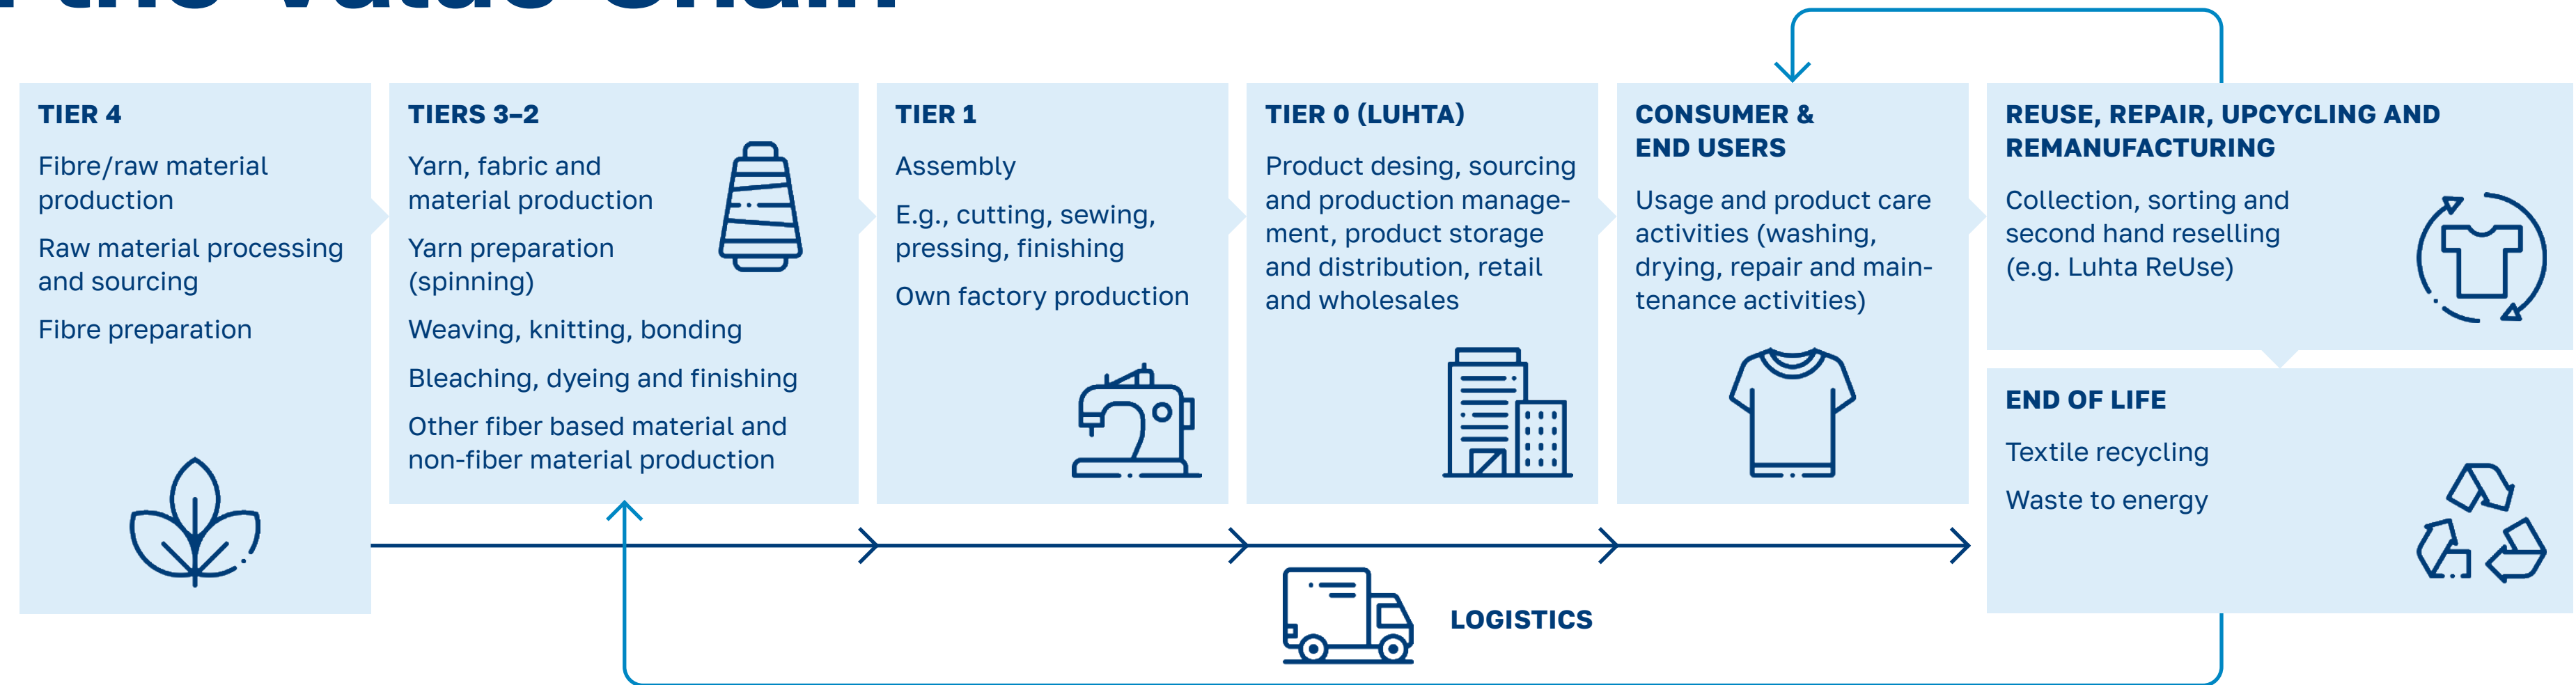 the Value Chain
TIER 4
Fibre/raw material
production
Raw material processing
and sourcing
Fibre preparation
TIERS 3–2
Yarn, fabric and
material production
Yarn preparation
(spinning)
Weaving, knitting, bonding
Bleaching, dyeing and finishing
Other fiber based material and
non-fiber material production
TIER 1
Assembly
E.g., cutting, sewing,
pressing, finishing
Own factory production
TIER 0 (LUHTA)
Product desing, sourcing
and production manage-
ment, product storage
and distribution, retail
and wholesales
CONSUMER &
END USERS
Usage and product care
activities (washing,
drying, repair and main-
tenance activities)
REUSE, REPAIR, UPCYCLING AND
REMANUFACTURING
Collection, sorting and
second hand reselling
(e.g. Luhta ReUse)
END OF LIFE
Textile recycling
Waste to energy
LOGISTICS